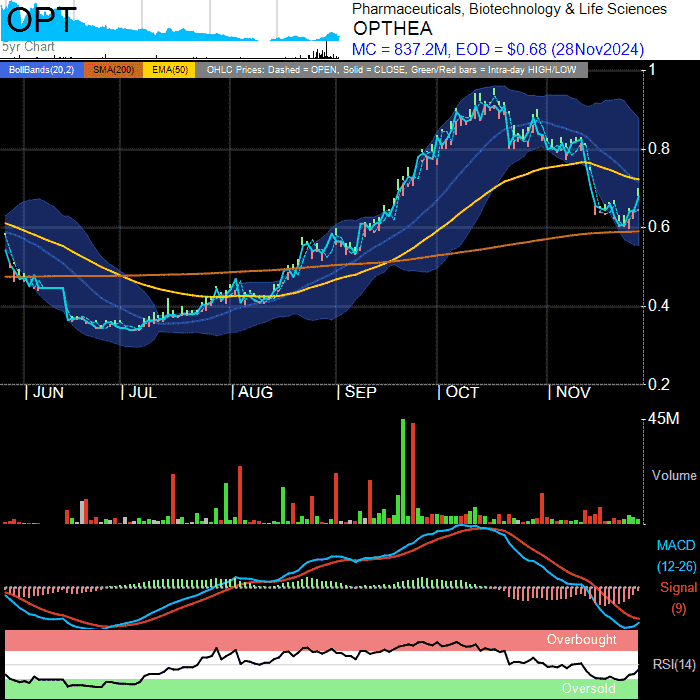 OPT
5yr Chart
Pharmaceuticals, Biotechnology & Life Sciences
OPTHEA
MC = 837.2M, EOD = $0.68 (28Nov2024)
BollBands(20,2) SMA(200) EMA(50) OHLC Prices: Dashed = OPEN, Solid = CLOSE, Green/Red bars = Intra-day HIGH/LOW
1
0.8
0.6
0.4
0.2
JUN JUL AUG SEP OCT NOV
45M
Volume
MACD
(12-26)
Signal
(9)
Overbought
RSI(14)
Oversold